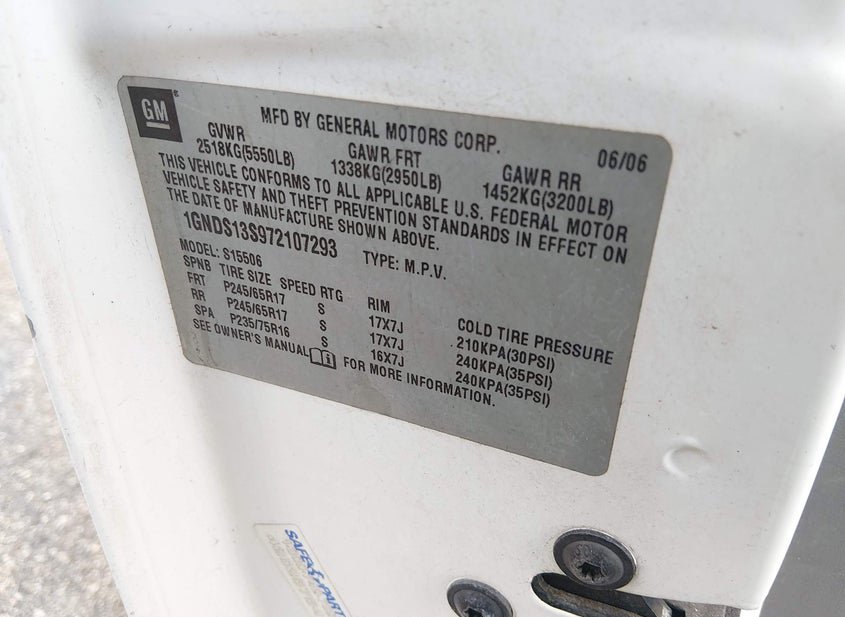 GM
MFD BY GENERAL MOTORS CORP. 06/06
GVWR GAWR FRT GAWR RR
2518KG(5550LB) 1338KG(2950LB) 1452KG(3200LB)
THIS VEHICLE CONFORMS TO ALL APPLICABLE U.S. FEDERAL MOTOR
VEHICLE SAFETY AND THEFT PREVENTION STANDARDS IN EFFECT ON
THE DATE OF MANUFACTURE SHOWN ABOVE.
1GNDS13S972107293 TYPE: M.P.V.
MODEL: S15506
SPNB TIRE SIZE SPEED RTG RIM COLD TIRE PRESSURE
FRT P245/65R17 S 17X7J 210KPA(30PSI)
RR P245/65R17 S 17X7J 240KPA(35PSI)
SPA P235/75R16 S 16X7J 240KPA(35PSI)
SEE OWNER'S MANUAL FOR MORE INFORMATION.
SAFE-T-PART